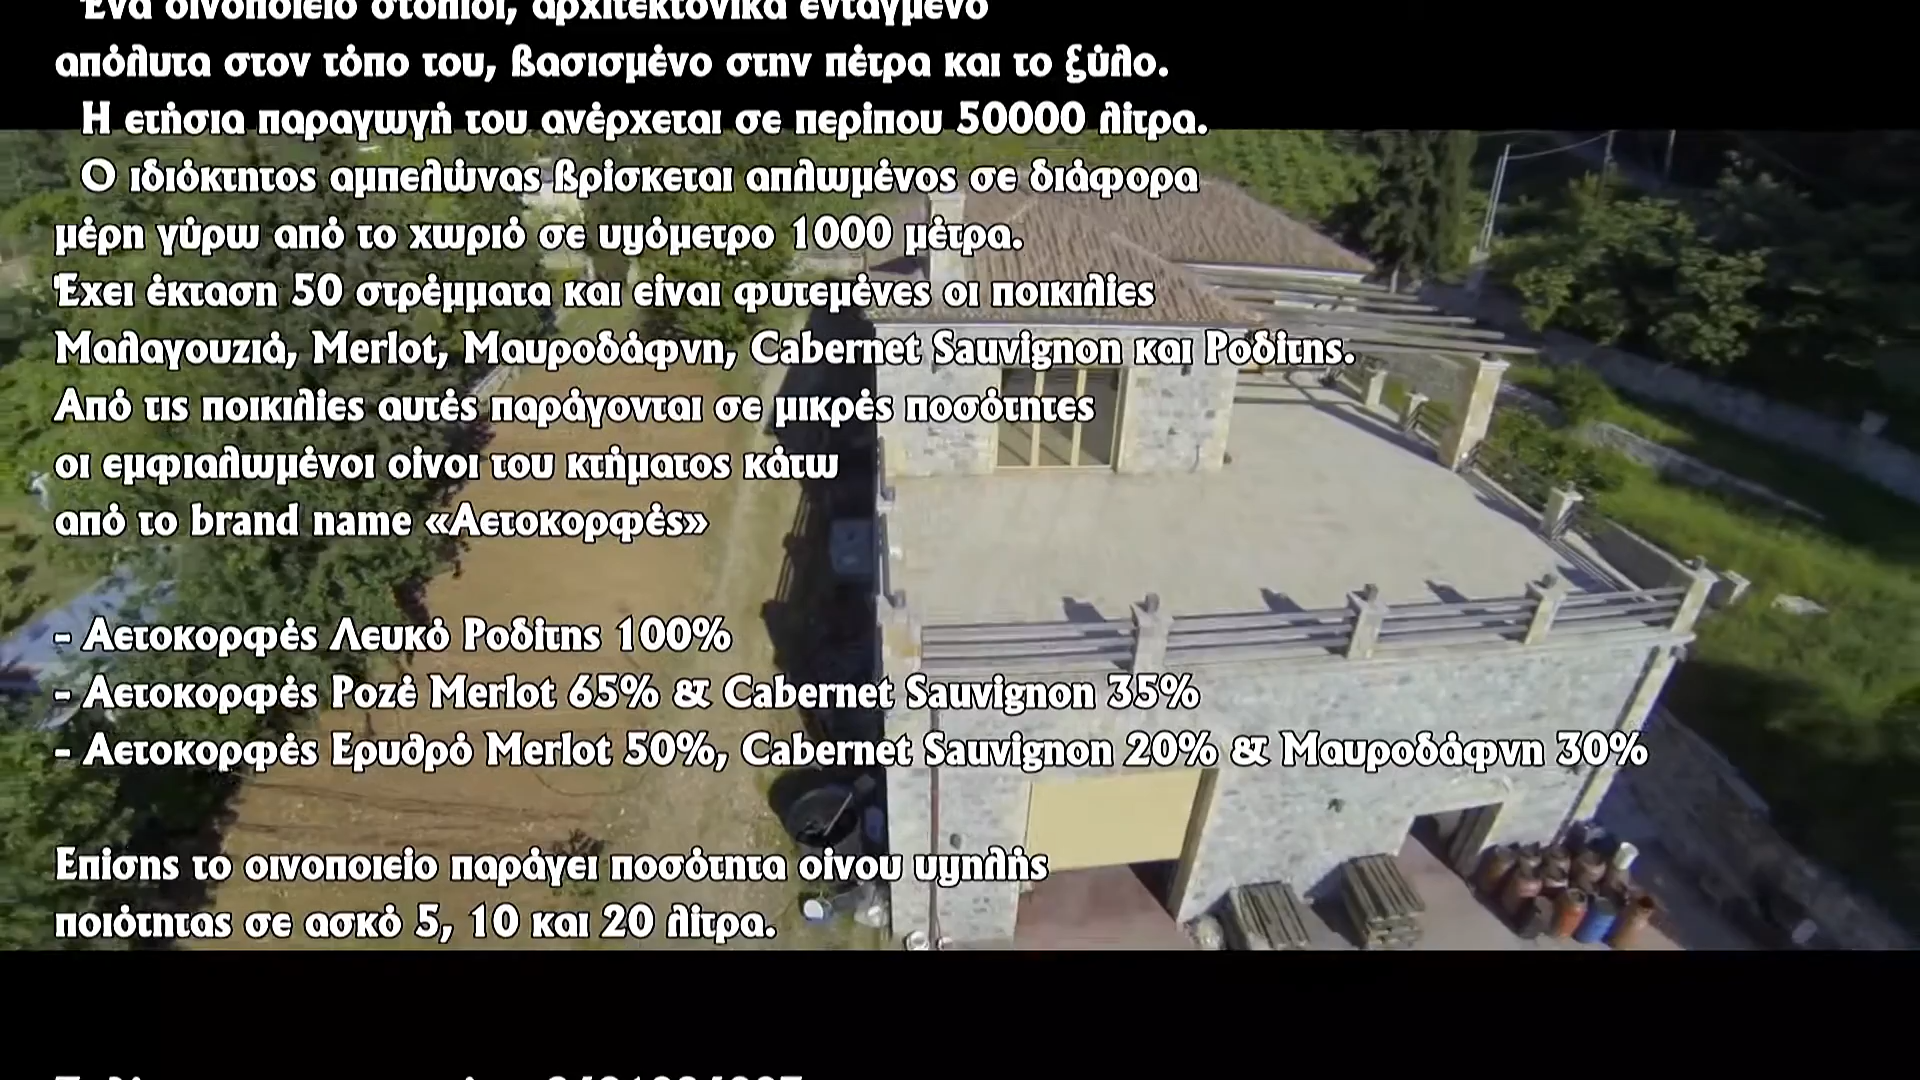 Ένα οινοποιείο στολίδι, αρχιτεκτονικά ενταγμένο
απόλυτα στον τόπο του, βασισμένο στην πέτρα και το ξύλο.
Η ετήσια παραγωγή του ανέρχεται σε περίπου 50000 λίτρα.
Ο ιδιόκτητος αμπελώνας βρίσκεται απλωμένος σε διάφορα
μέρη γύρω από το χωριό σε υψόμετρο 1000 μέτρα.
Έχει έκταση 50 στρέμματα και είναι φυτεμένες οι ποικιλίες
Μαλαγουζιά, Merlot, Μαυροδάφνη, Cabernet Sauvignon και Ροδίτης.
Από τις ποικιλίες αυτές παράγονται σε μικρές ποσότητες
οι εμφιαλωμένοι οίνοι του κτήματος κάτω
από το brand name «Αετοκορφές»
- Αετοκορφές Λευκό Ροδίτης 100%
- Αετοκορφές Ροζέ Merlot 65% & Cabernet Sauvignon 35%
- Αετοκορφές Ερυθρό Merlot 50%, Cabernet Sauvignon 20% & Μαυροδάφνη 30%
Επίσης το οινοποιείο παράγει ποσότητα οίνου υψηλής
ποιότητας σε ασκό 5, 10 και 20 λίτρα.